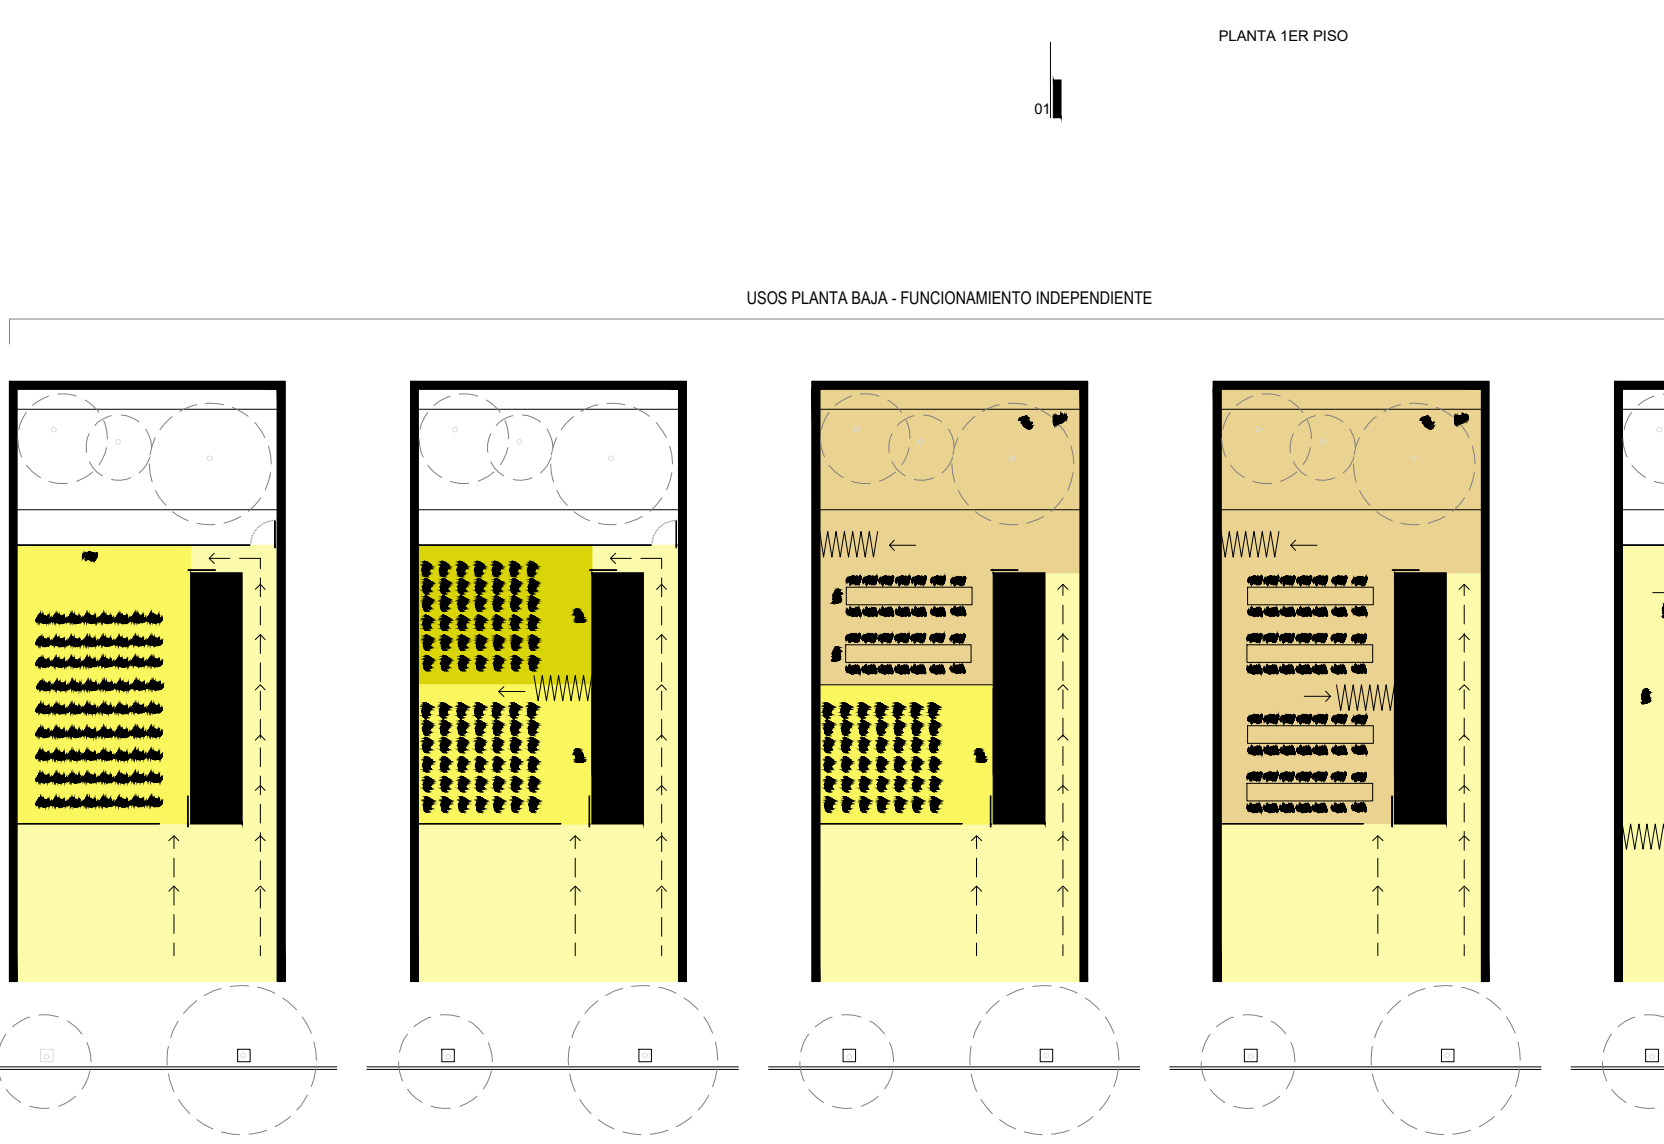 PLANTA 1ER PISO
01
USOS PLANTA BAJA - FUNCIONAMIENTO INDEPENDIENTE